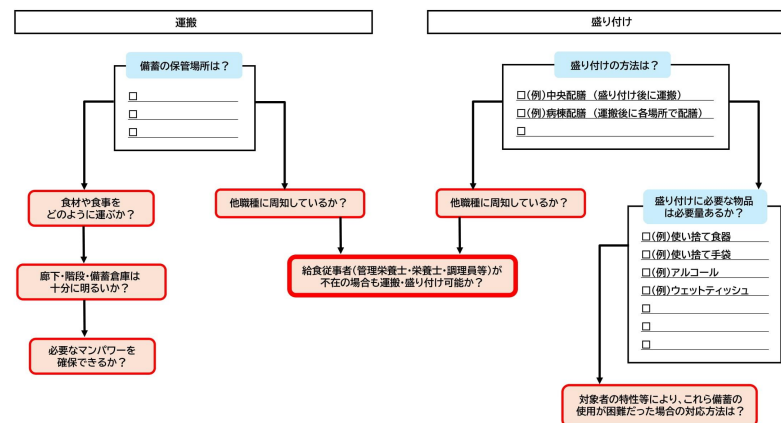 運搬
備蓄の保管場所は？
□
□
□
食材や食事を
どのように運ぶか？
廊下・階段・備蓄倉庫は
十分に明るいか？
必要なマンパワーを
確保できるか？
他職種に周知しているか？
盛り付け
盛り付けの方法は？
□(例)中央配膳 (盛り付け後に運搬)
□(例)病棟配膳 (運搬後に各場所で配膳)
□
他職種に周知しているか？
給食従事者(管理栄養士・栄養士・調理員等)が
不在の場合も運搬・盛り付け可能か？
盛り付けに必要な物品
は必要量あるか？
□(例)使い捨て食器
□(例)使い捨て手袋
□(例)アルコール
□(例)ウェットティッシュ
□
□
□
対象者の特性等により、これら備蓄の
使用が困難だった場合の対応方法は？